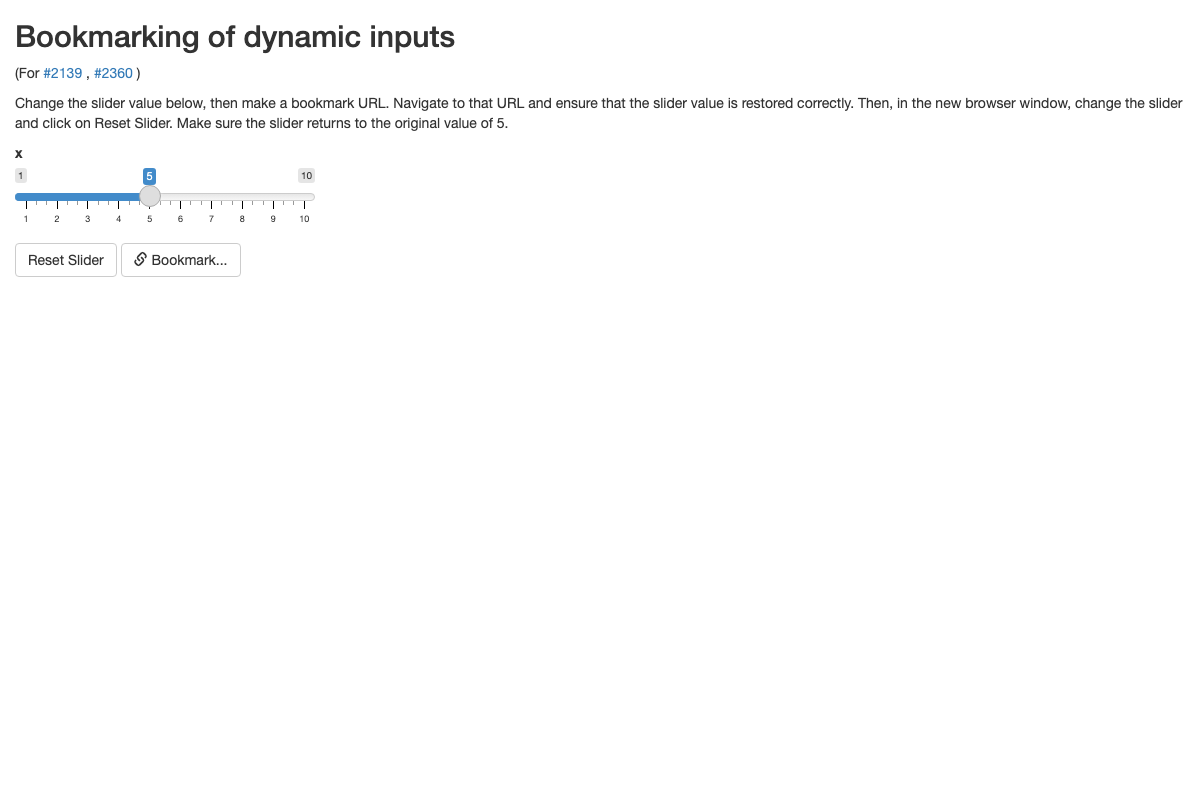 Bookmarking of dynamic inputs
(For #2139 , #2360 )
Change the slider value below, then make a bookmark URL. Navigate to that URL and ensure that the slider value is restored correctly. Then, in the new browser window, change the slider
and click on Reset Slider. Make sure the slider returns to the original value of 5.
x
1 5 10
1 2 3 4 5 6 7 8 9 10
Reset Slider Bookmark...